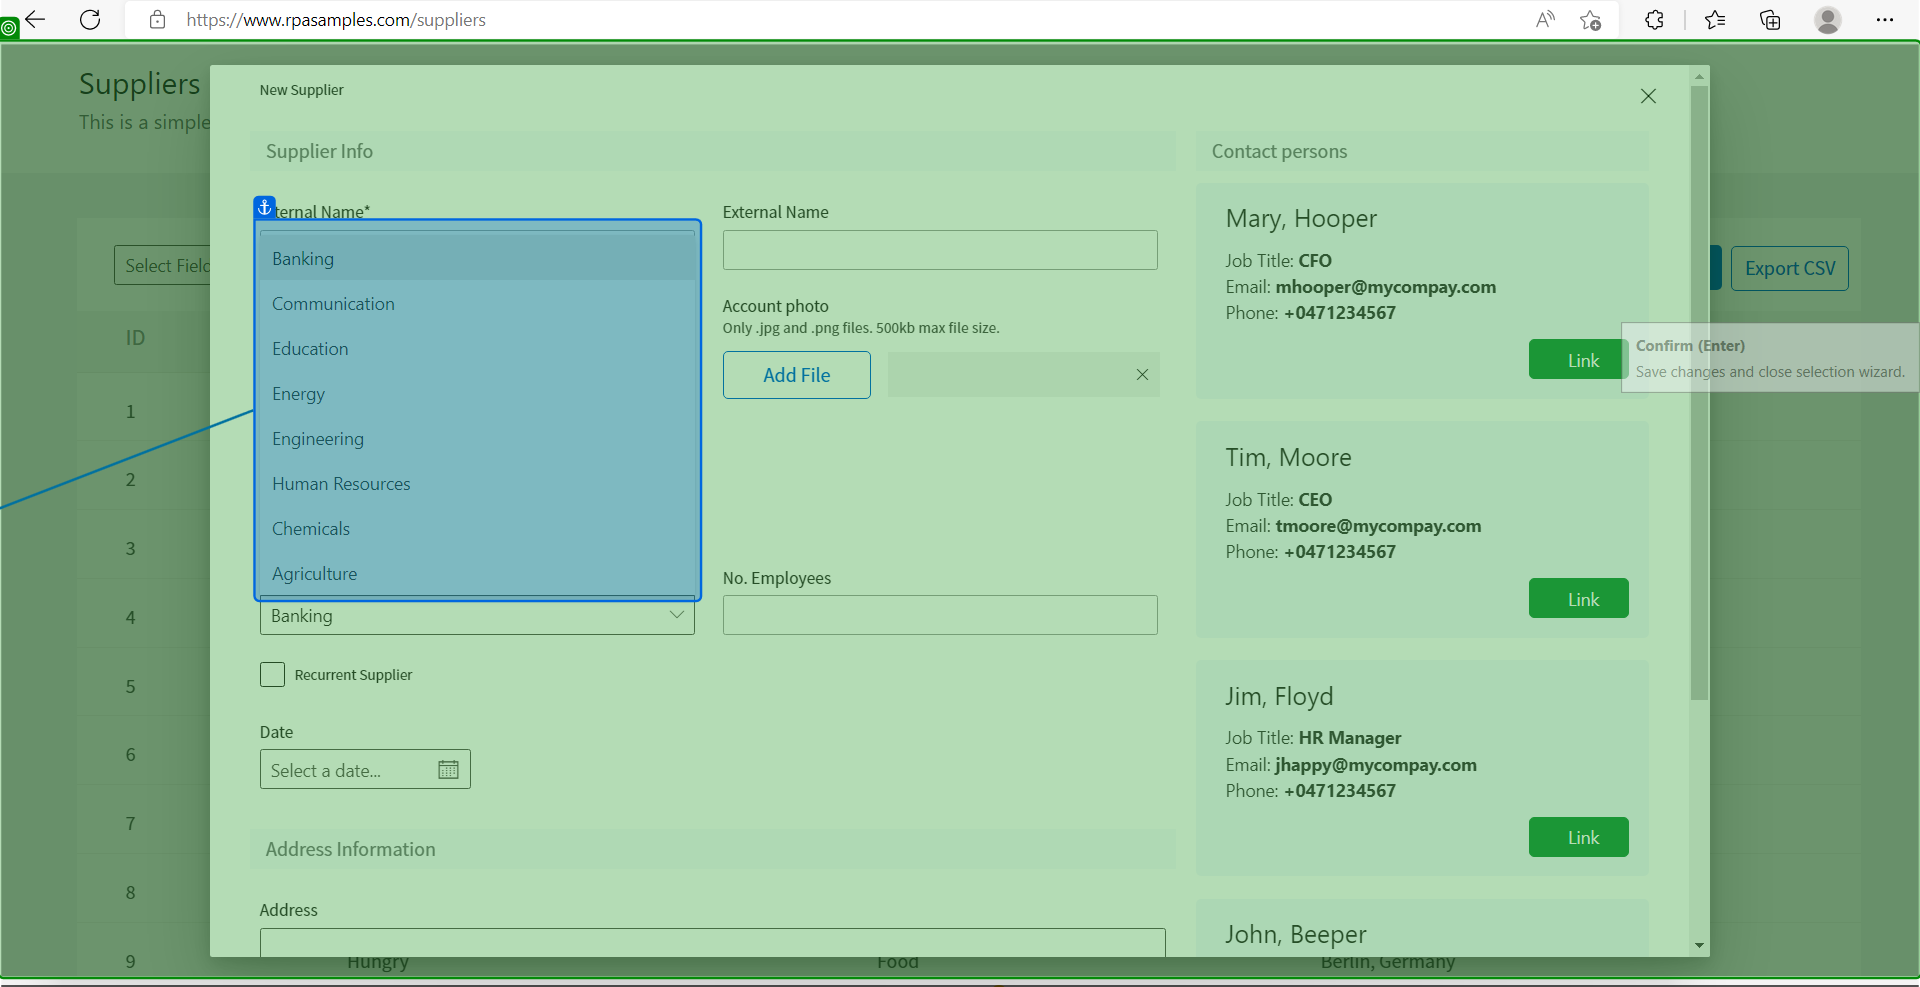 https://www.rpasamples.com/suppliers
Suppliers
This is a simple
New Supplier
Supplier Info
ternal Name*
Banking
Communication
Education
Energy
Engineering
Human Resources
Chemicals
Agriculture
Banking
External Name
Account photo
Only .jpg and .png files. 500kb max file size.
Add File
No. Employees
Recurrent Supplier
Date
Select a date...
Address Information
Address
Contact persons
Mary, Hooper
Job Title: CFO
Email: mhooper@mycompay.com
Phone: +0471234567
Link
Tim, Moore
Job Title: CEO
Email: tmoore@mycompay.com
Phone: +0471234567
Link
Jim, Floyd
Job Title: HR Manager
Email: jhappy@mycompay.com
Phone: +0471234567
Link
John, Beeper
Select Field
Export CSV
Confirm (Enter)
Save changes and close selection wizard.
ID
1
2
3
4
5
6
7
8
9 Hungry Food Berlin, Germany